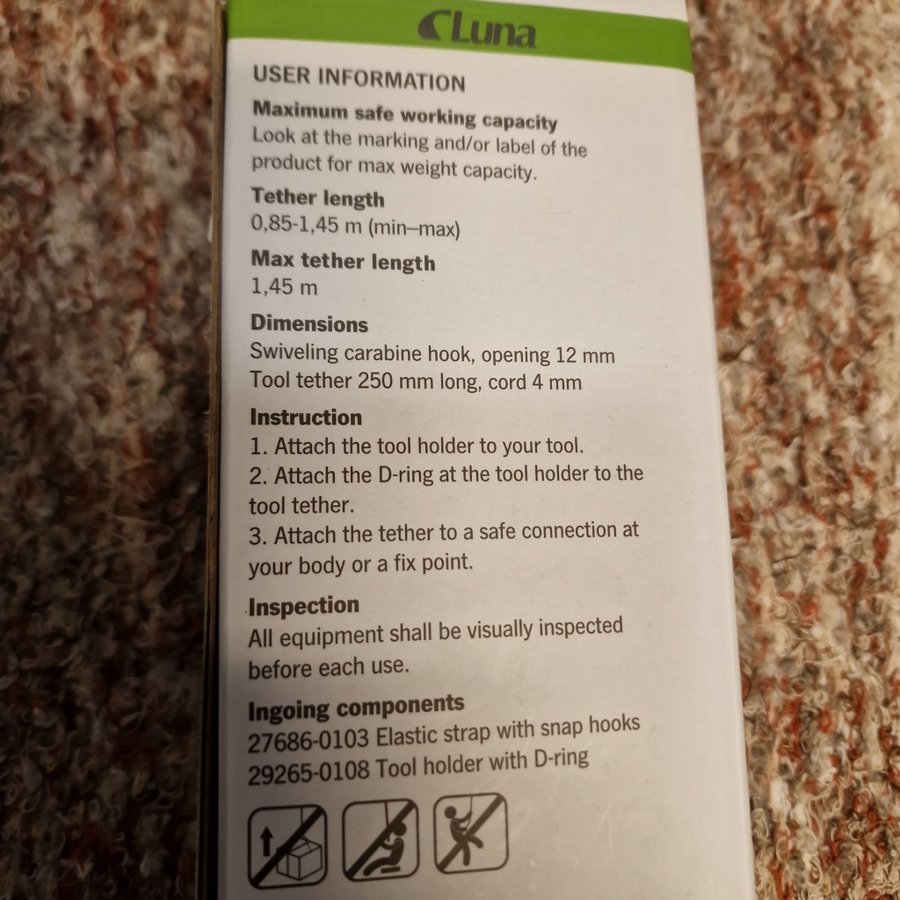 Luna
USER INFORMATION
Maximum safe working capacity
Look at the marking and/or label of the
product for max weight capacity.
Tether length
0,85-1,45 m (min–max)
Max tether length
1,45 m
Dimensions
Swiveling carabine hook, opening 12 mm
Tool tether 250 mm long, cord 4 mm
Instruction
1. Attach the tool holder to your tool.
2. Attach the D-ring at the tool holder to the
tool tether.
3. Attach the tether to a safe connection at
your body or a fix point.
Inspection
All equipment shall be visually inspected
before each use.
Ingoing components
27686-0103 Elastic strap with snap hooks
29265-0108 Tool holder with D-ring